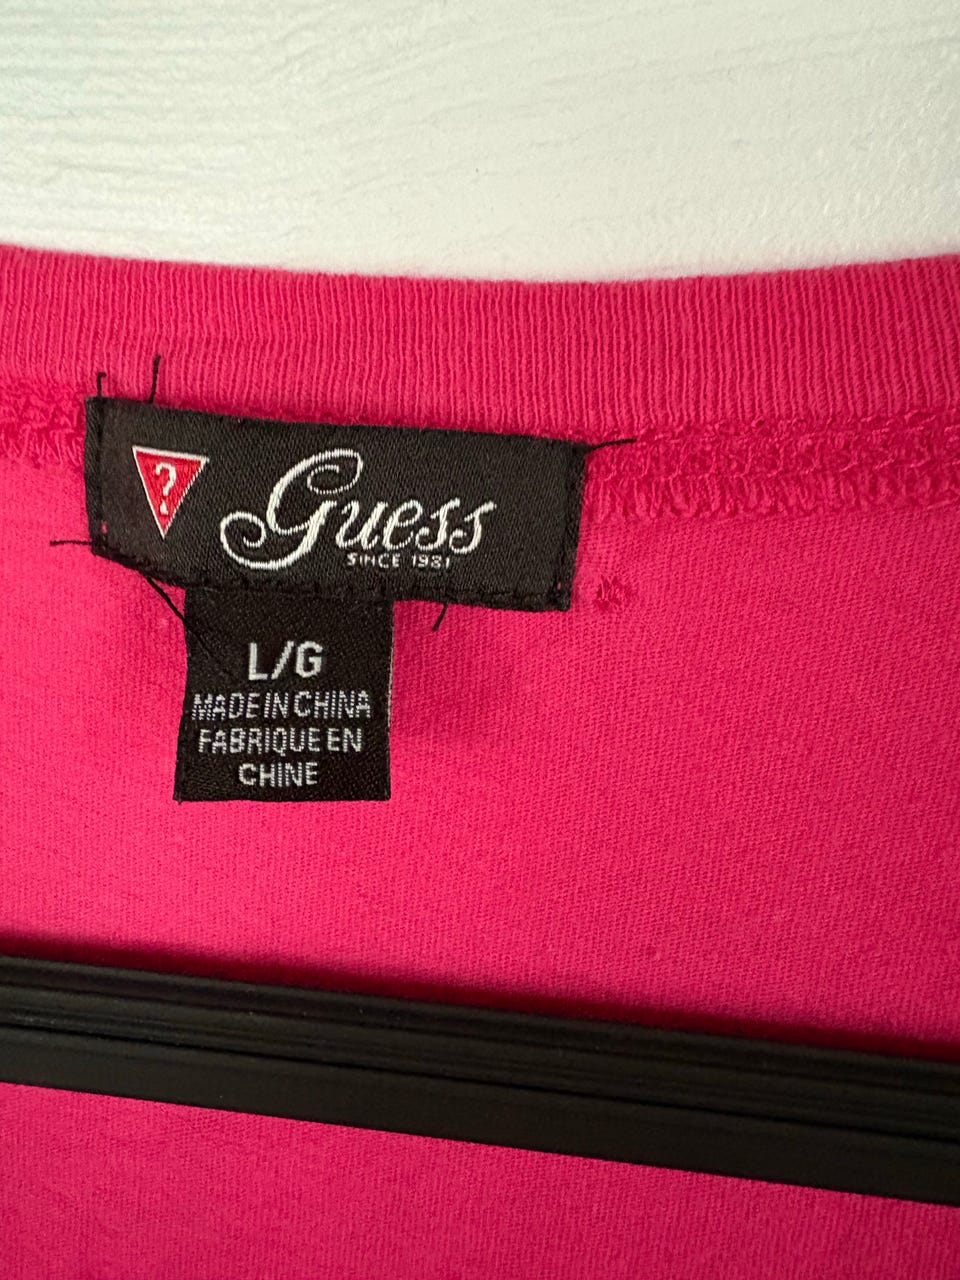 ?
Guess
SINCE 1981
L/G
MADE IN CHINA
FABRIQUE EN
CHINE